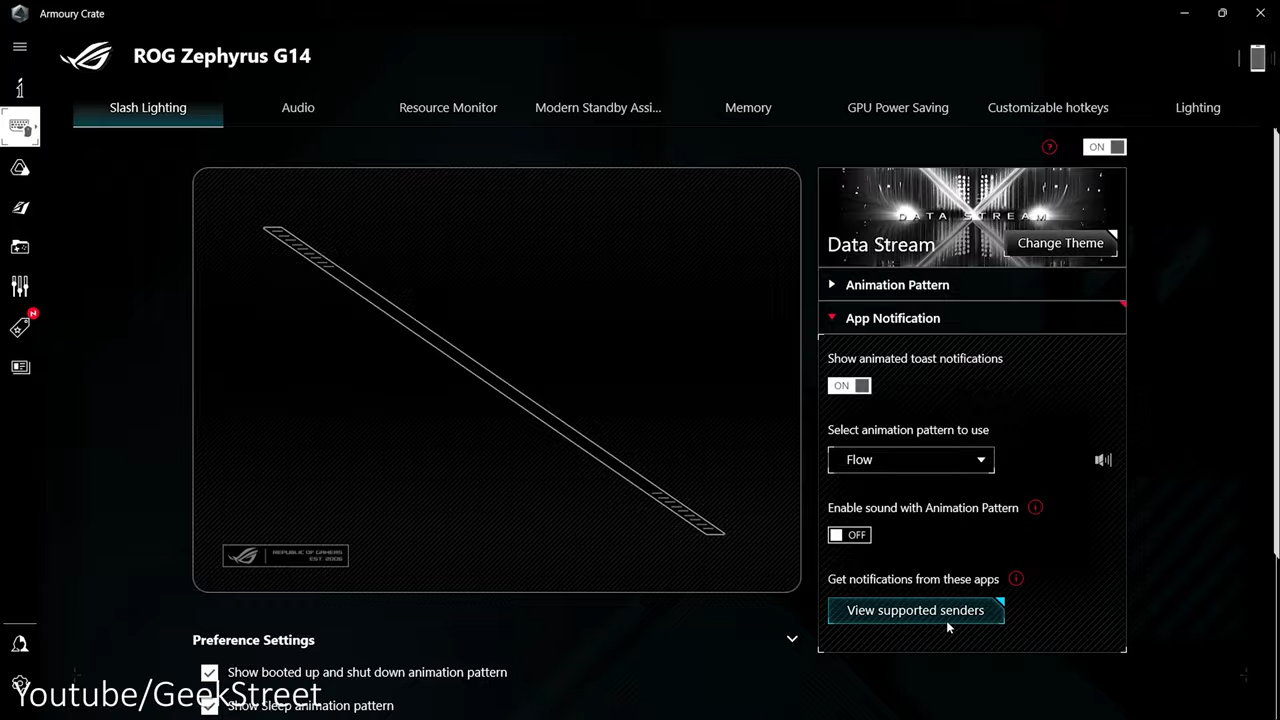 Armoury Crate
ROG Zephyrus G14
Slash Lighting
Audio
Resource Monitor
Modern Standby Assi...
Memory
GPU Power Saving
Customizable hotkeys
Lighting
?
ON
DATA STREAM
Data Stream
Change Theme
Animation Pattern
App Notification
Show animated toast notifications
ON
Select animation pattern to use
Flow
Enable sound with Animation Pattern
OFF
Get notifications from these apps
View supported senders
REPUBLIC OF GAMERS
EST 2006
N
Preference Settings
Show booted up and shut down animation pattern
Show Sleep animation pattern
Youtube/GeekStreet